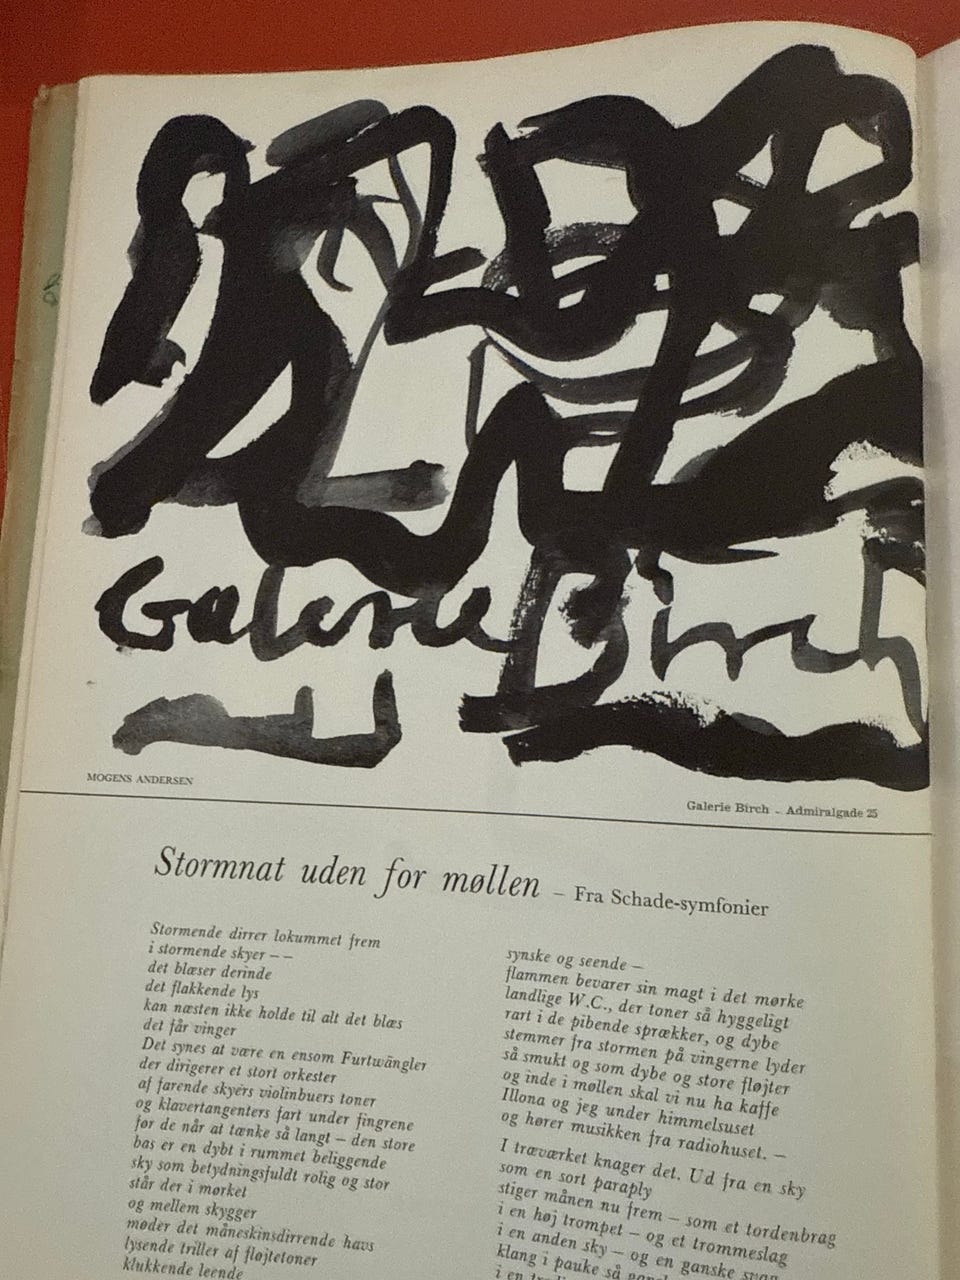 Galerie Birch
MOGENS ANDERSEN
Galerie Birch – Admiralgade 25
Stormnat uden for møllen – Fra Schade-symfonier
Stormende dirrer lokummet frem
i stormende skyer – –
det blæser derinde
det flakkende lys
kan næsten ikke holde til alt det blæs
det får vinger
Det synes at være en ensom Furtwängler
der dirigerer et stort orkester
af farende skyers violinbuers toner
og klavertangenters fart under fingrene
før de når at tænke så langt – den store
bas er en dybt i rummet beliggende
sky som betydningsfuldt rolig og stor
står der i mørket
og mellem skygger
møder det måneskinsdirrende havs
lysende triller af fløjtetoner
klukkende leende
synske og seende –
flammen bevarer sin magt i det mørke
landlige W.C., der toner så hyggeligt
rart i de pibende sprækker, og dybe
stemmer fra stormen på vingerne lyder
så smukt og som dybe og store fløjter
og inde i møllen skal vi nu ha kaffe
Illona og jeg under himmelsuset
og hører musikken fra radiohuset. –
I træværket knager det. Ud fra en sky
som en sort paraply
stiger månen nu frem – som et tordenbrag
i en høj trompet – og et trommeslag
i en anden sky – og en ganske svag
klang i pauke så